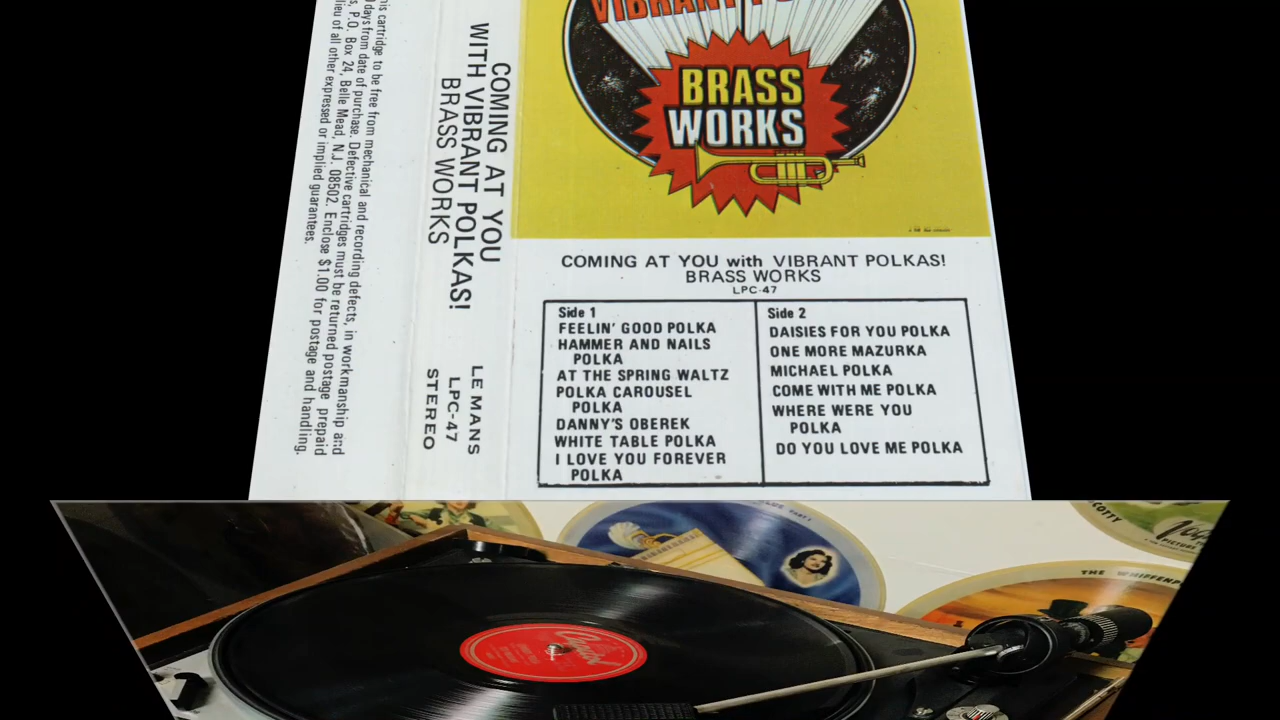 VIBRANT
BRASS
WORKS
COMING AT YOU with VIBRANT POLKAS!
BRASS WORKS
LPC-47
Side 1
FEELIN' GOOD POLKA
HAMMER AND NAILS
POLKA
AT THE SPRING WALTZ
POLKA CAROUSEL
POLKA
DANNY'S OBEREK
WHITE TABLE POLKA
I LOVE YOU FOREVER
POLKA
Side 2
DAISIES FOR YOU POLKA
ONE MORE MAZURKA
MICHAEL POLKA
COME WITH ME POLKA
WHERE WERE YOU
POLKA
DO YOU LOVE ME POLKA
COMING AT YOU
WITH VIBRANT POLKAS!
BRASS WORKS
LE MANS
LPC-47
STEREO
cartridge to be free from mechanical and recording defects, in workmanship and
days from date of purchase. Defective cartridges must be returned postage prepaid
P.O. Box 24, Belle Mead, N.J. 08502. Enclose $1.00 for postage and handling.
lieu of all other expressed or implied guarantees.
Capitol
SCOTTY
THE